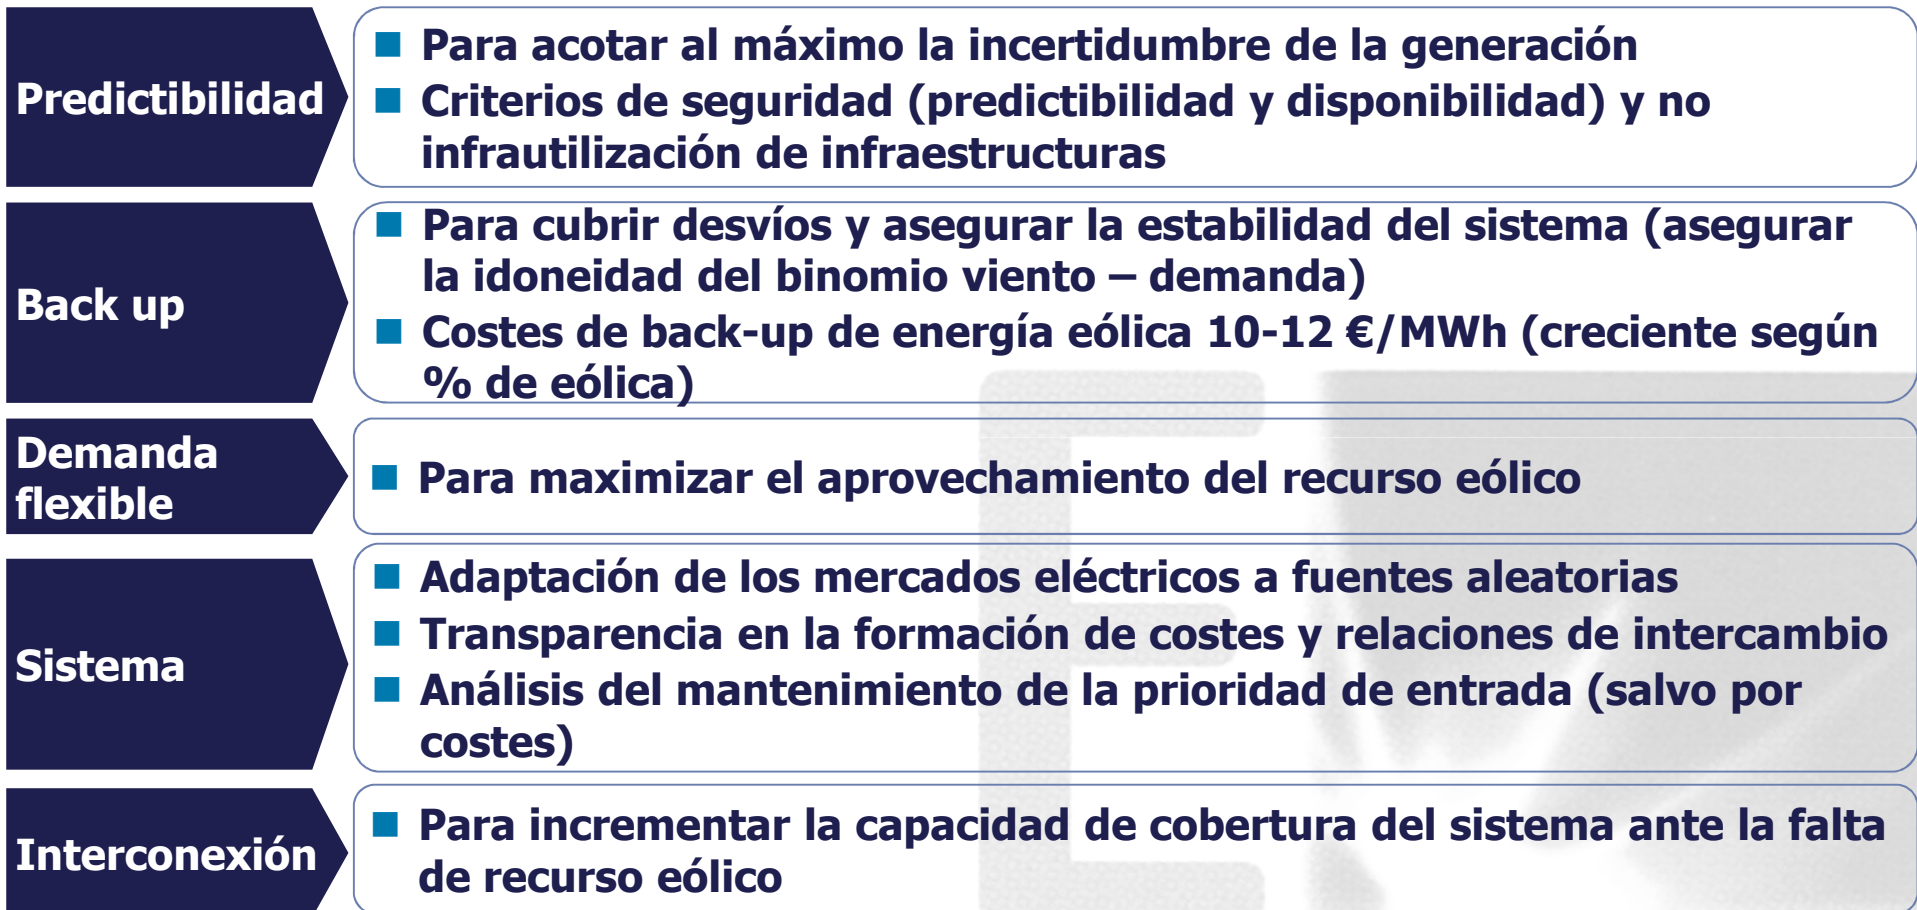 Predictibilidad
■ Para acotar al máximo la incertidumbre de la generación
■ Criterios de seguridad (predictibilidad y disponibilidad) y no
infrautilización de infraestructuras
Back up
■ Para cubrir desvíos y asegurar la estabilidad del sistema (asegurar
la idoneidad del binomio viento – demanda)
■ Costes de back-up de energía eólica 10-12 €/MWh (creciente según
% de eólica)
Demanda
flexible
■ Para maximizar el aprovechamiento del recurso eólico
Sistema
■ Adaptación de los mercados eléctricos a fuentes aleatorias
■ Transparencia en la formación de costes y relaciones de intercambio
■ Análisis del mantenimiento de la prioridad de entrada (salvo por
costes)
Interconexión
■ Para incrementar la capacidad de cobertura del sistema ante la falta
de recurso eólico